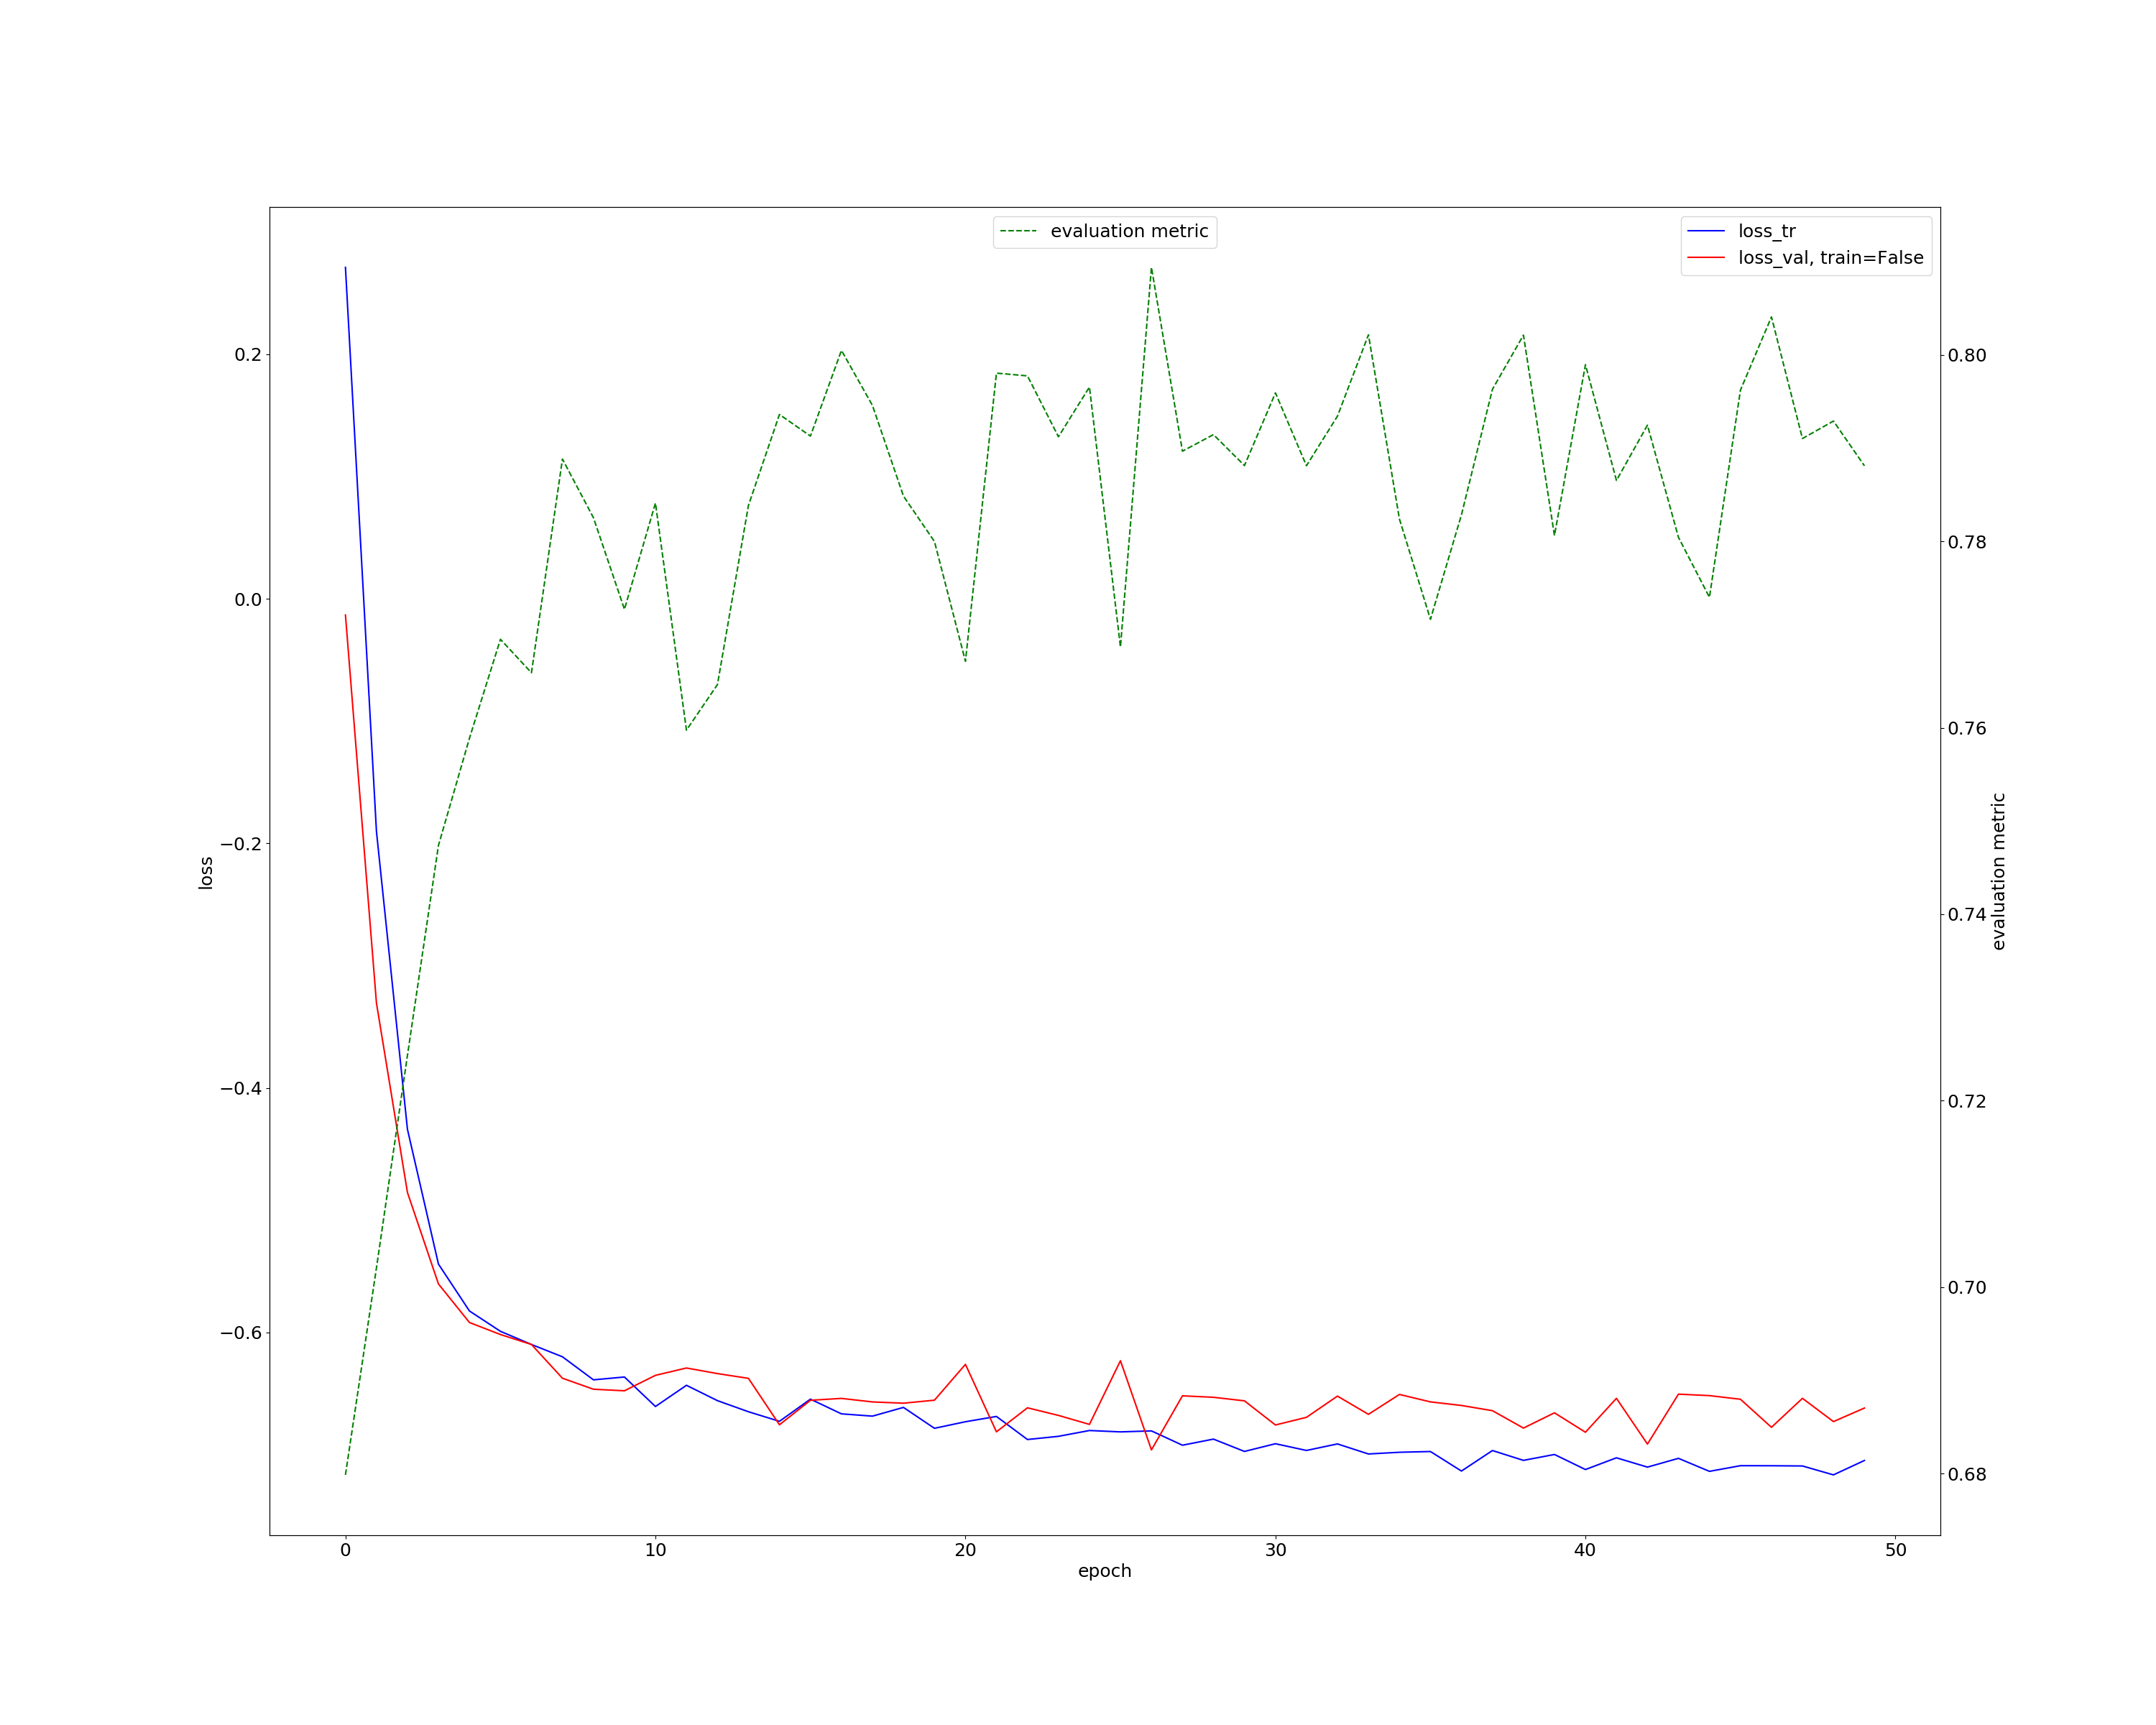 evaluation metric
loss_tr
loss_val, train=False
0.2
0.0
−0.2
−0.4
−0.6
loss
0.80
0.78
0.76
0.74
0.72
0.70
0.68
evaluation metric
0 10 20 30 40 50
epoch